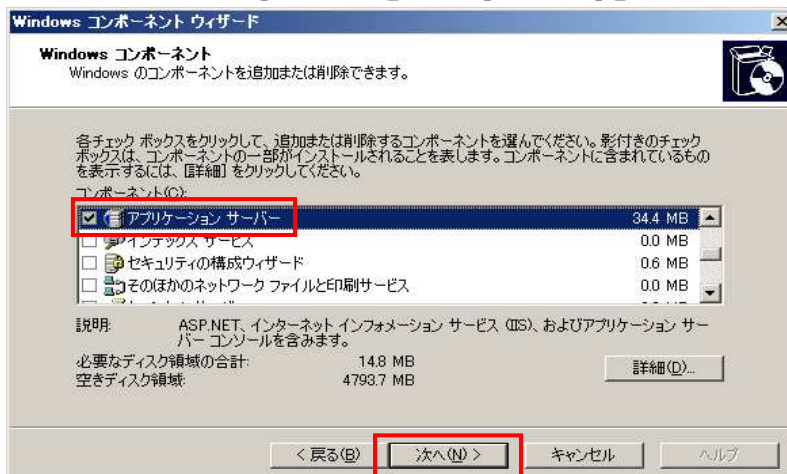 Windows コンポーネント ウィザード
Windows コンポーネント
Windows のコンポーネントを追加または削除できます。
各チェック ボックスをクリックして、追加または削除するコンポーネントを選んでください。影付きのチェック
ボックスは、コンポーネントの一部がインストールされることを表します。コンポーネントに含まれているもの
を表示するには、[詳細] をクリックしてください。
コンポーネント(C):
アプリケーション サーバー 34.4 MB
インデックス サービス 0.0 MB
セキュリティの構成ウィザード 0.6 MB
そのほかのネットワーク ファイルと印刷サービス 0.0 MB
説明: ASP.NET、インターネット インフォメーション サービス (IIS)、およびアプリケーション サー
バー コンソールを含みます。
必要なディスク領域の合計: 14.8 MB
空きディスク領域: 4793.7 MB
詳細(D)...
< 戻る(B) 次へ(N) > キャンセル ヘルプ